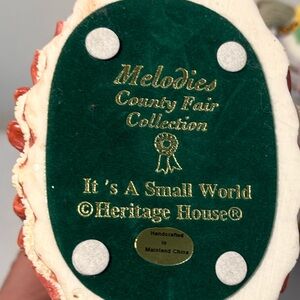 Melodies
County Fair
Collection
It's A Small World
©Heritage House®
Handcrafted
in
Mainland China